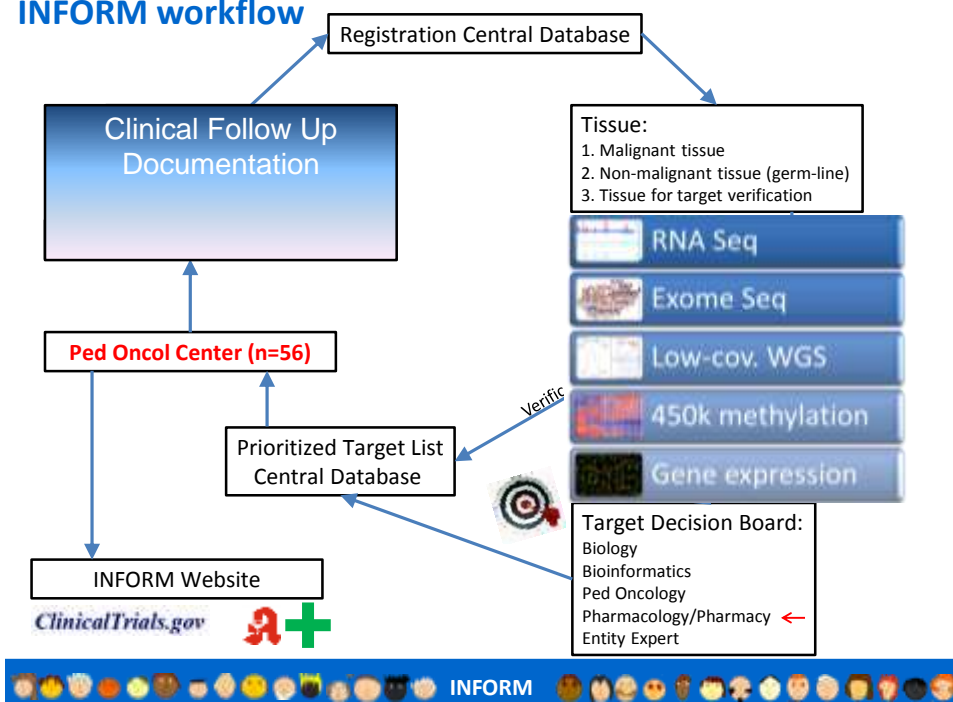 INFORM workflow
Registration Central Database
Clinical Follow Up
Documentation
Tissue:
1. Malignant tissue
2. Non-malignant tissue (germ-line)
3. Tissue for target verification
RNA Seq
Exome Seq
Low-cov. WGS
450k methylation
Gene expression
Ped Oncol Center (n=56)
Verific
Prioritized Target List
Central Database
Target Decision Board:
Biology
Bioinformatics
Ped Oncology
Pharmacology/Pharmacy
Entity Expert
INFORM Website
ClinicalTrials.gov
INFORM